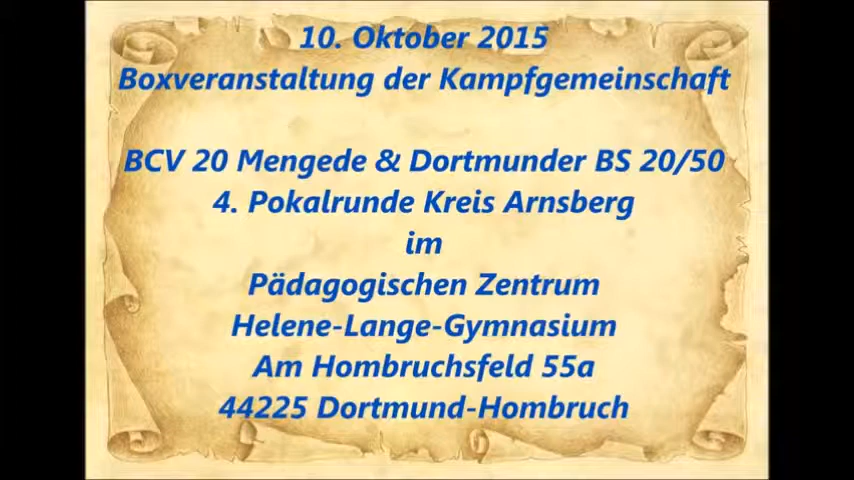 10. Oktober 2015
Boxveranstaltung der Kampfgemeinschaft
BCV 20 Mengede & Dortmunder BS 20/50
4. Pokalrunde Kreis Arnsberg
im
Pädagogischen Zentrum
Helene-Lange-Gymnasium
Am Hombruchsfeld 55a
44225 Dortmund-Hombruch